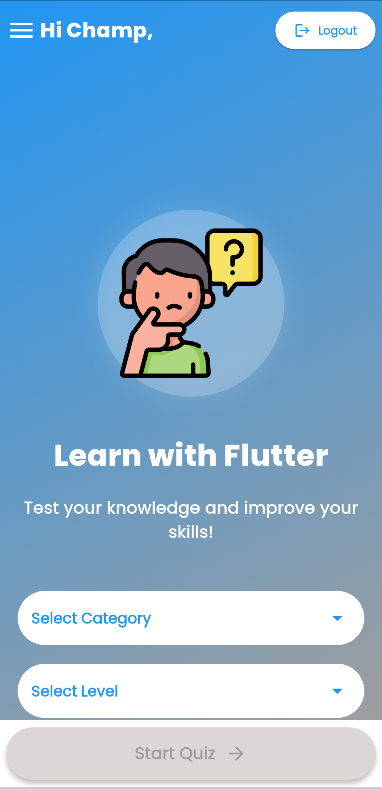 Hi Champ,
Logout
?
Learn with Flutter
Test your knowledge and improve your
skills!
Select Category
Select Level
Start Quiz